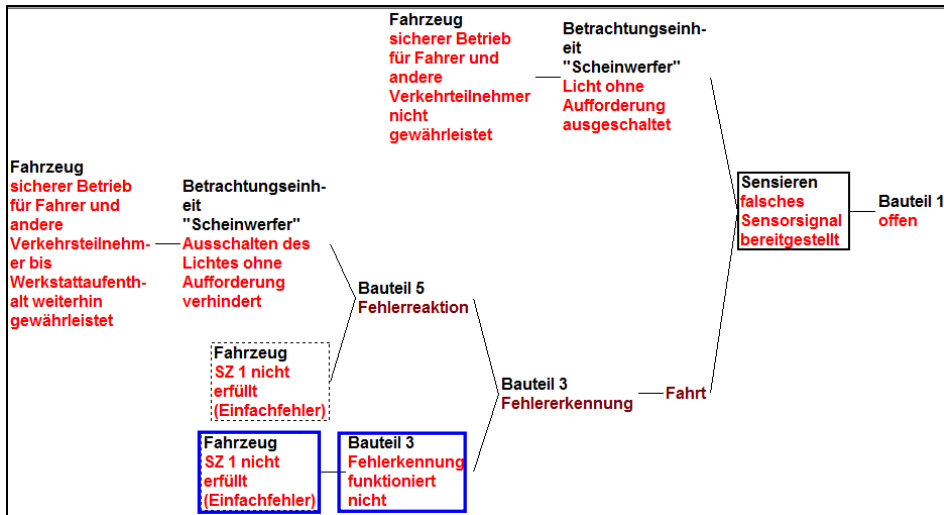 Fahrzeug
sicherer Betrieb
für Fahrer und
andere
Verkehrteilnehmer
nicht
gewährleistet
Betrachtungseinh-
eit
"Scheinwerfer"
Licht ohne
Aufforderung
ausgeschaltet
Fahrzeug
sicherer Betrieb
für Fahrer und
andere
Verkehrsteilnehm-
er bis
Werkstattaufenth-
alt weiterhin
gewährleistet
Betrachtungseinh-
eit
"Scheinwerfer"
Ausschalten des
Lichtes ohne
Aufforderung
verhindert
Sensieren
falsches
Sensorsignal
bereitgestellt
Bauteil 1
offen
Bauteil 5
Fehlerreaktion
Fahrzeug
SZ 1 nicht
erfüllt
(Einfachfehler)
Bauteil 3
Fehlererkennung
Fahrt
Fahrzeug
SZ 1 nicht
erfüllt
(Einfachfehler)
Bauteil 3
Fehlerkennung
funktioniert
nicht